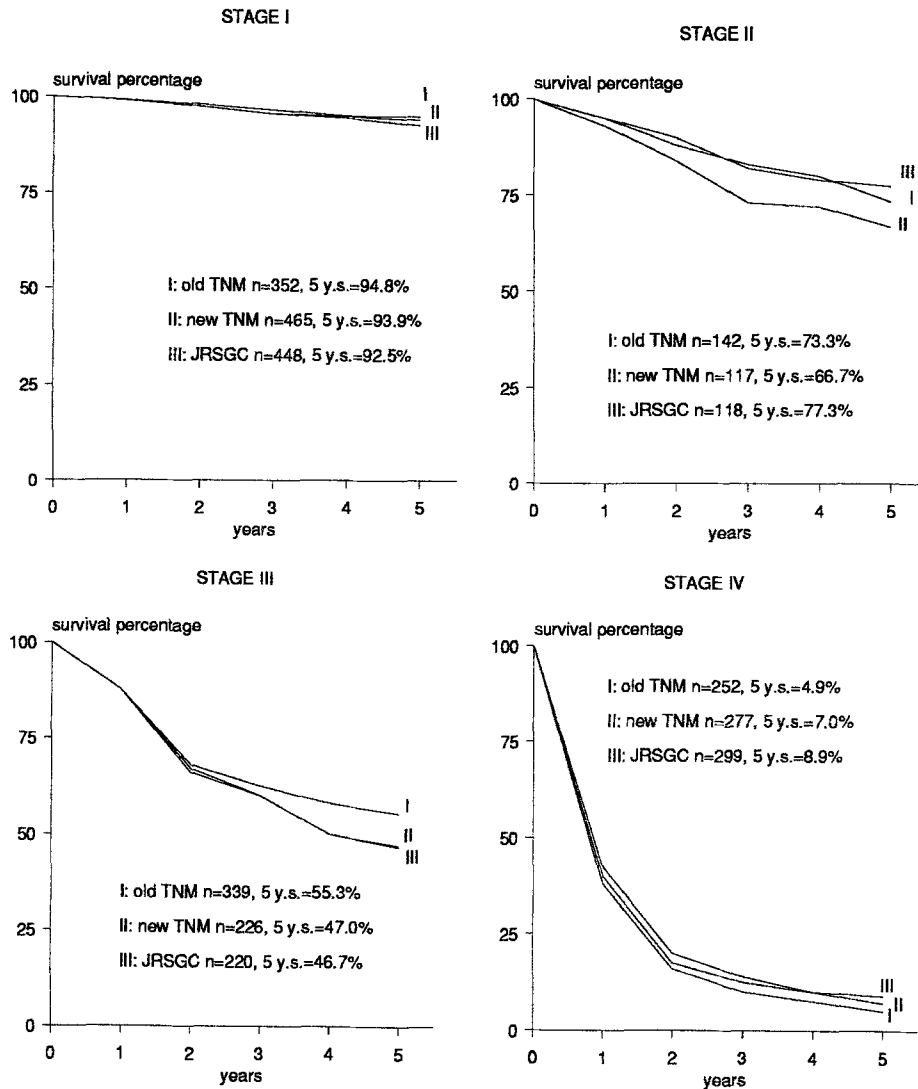 STAGE I
survival percentage
100
75
50
25
0
I
II
III
I: old TNM n=352, 5 y.s.=94.8%
II: new TNM n=465, 5 y.s.=93.9%
III: JRSGC n=448, 5 y.s.=92.5%
0 1 2 3 4 5
years
STAGE II
survival percentage
100
75
50
25
0
III
I
II
I: old TNM n=142, 5 y.s.=73.3%
II: new TNM n=117, 5 y.s.=66.7%
III: JRSGC n=118, 5 y.s.=77.3%
0 1 2 3 4 5
years
STAGE III
survival percentage
100
75
50
25
0
I
II
III
I: old TNM n=339, 5 y.s.=55.3%
II: new TNM n=226, 5 y.s.=47.0%
III: JRSGC n=220, 5 y.s.=46.7%
0 1 2 3 4 5
years
STAGE IV
survival percentage
100
75
50
25
0
I: old TNM n=252, 5 y.s.=4.9%
II: new TNM n=277, 5 y.s.=7.0%
III: JRSGC n=299, 5 y.s.=8.9%
III
II
I
0 1 2 3 4 5
years